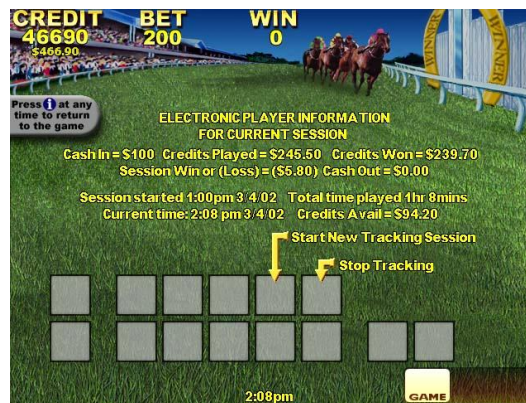 CREDIT BET WIN
46690 200 0
$466.90
WINNER WINNER
Press i at any
time to return
to the game
ELECTRONIC PLAYER INFORMATION
FOR CURRENT SESSION
Cash In = $100 Credits Played = $245.50 Credits Won = $239.70
Session Win or (Loss) = ($5.80) Cash Out = $0.00
Session started 1:00pm 3/4/02 Total time played 1hr 8mins
Current time: 2:08 pm 3/4/02 Credits Avail = $94.20
Start New Tracking Session
Stop Tracking
2:08pm
GAME